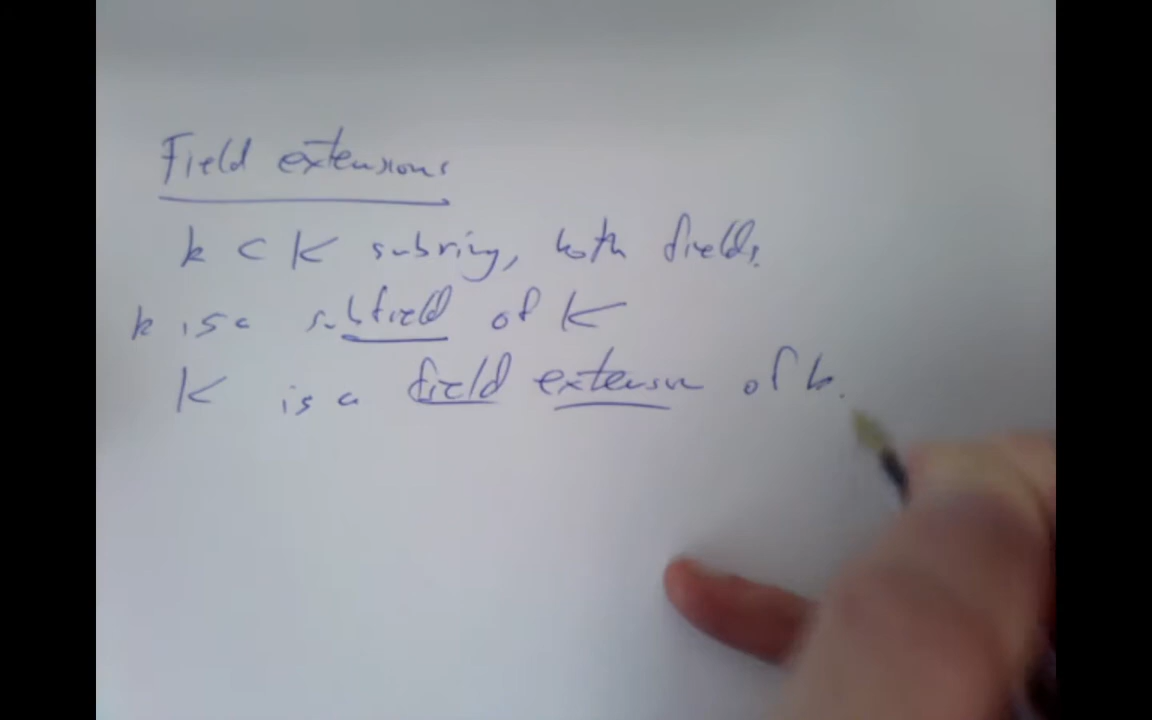 Field extensions
k ⊂ K subring, both fields.
k is a subfield of K
K is a field extension of k.